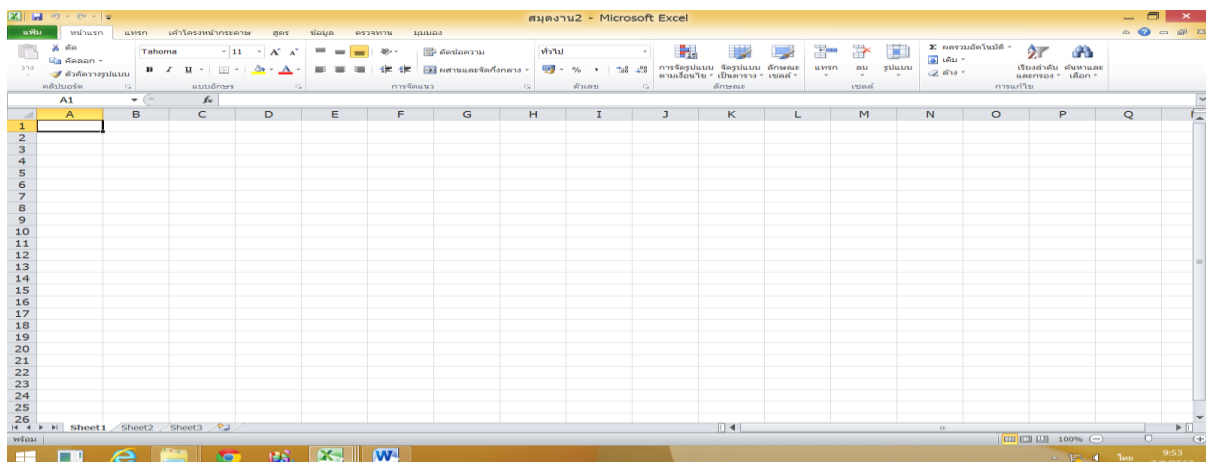 สมุดงาน2 - Microsoft Excel
แฟ้ม หน้าแรก แทรก เค้าโครงหน้ากระดาษ สูตร ข้อมูล ตรวจทาน มุมมอง
วาง
ตัด
คัดลอก
ตัวคัดวางรูปแบบ
คลิปบอร์ด
Tahoma 11 A A
B I U A
แบบอักษร
ตัดข้อความ
ผสานและจัดกึ่งกลาง
การจัดแนว
ทั่วไป
%
ตัวเลข
การจัดรูปแบบตามเงื่อนไข
จัดรูปแบบเป็นตาราง
ลักษณะเซลล์
ลักษณะ
แทรก ลบ รูปแบบ
เซลล์
Σ ผลรวมอัตโนมัติ
เติม
ล้าง
เรียงลำดับและกรอง
ค้นหาและเลือก
การแก้ไข
A1 fx
A B C D E F G H I J K L M N O P Q
1
2
3
4
5
6
7
8
9
10
11
12
13
14
15
16
17
18
19
20
21
22
23
24
25
26
Sheet1 Sheet2 Sheet3
พร้อม 100%
ไทย 9:53